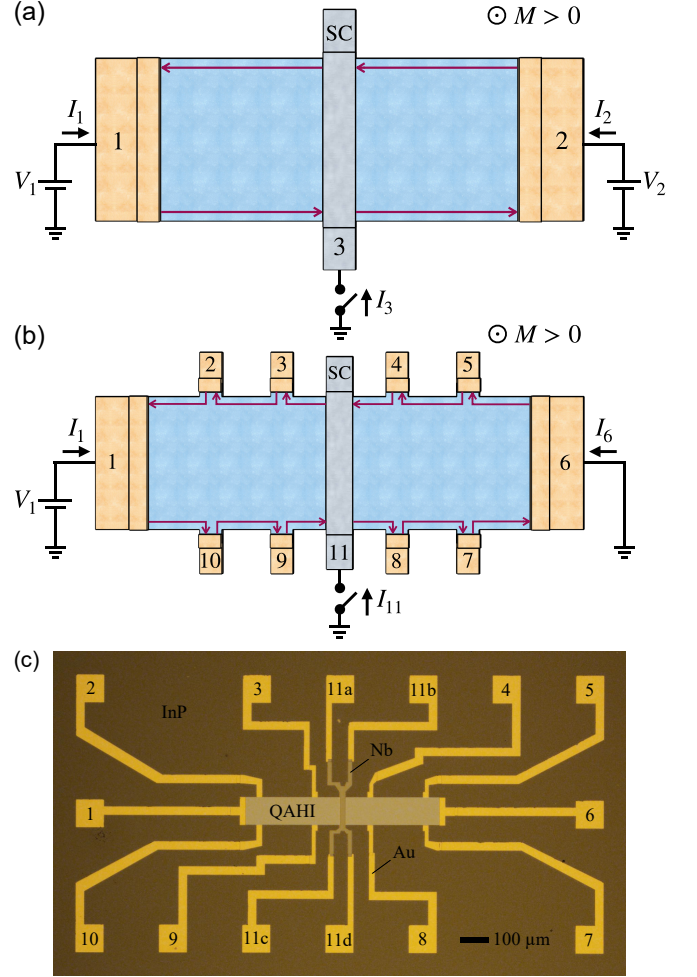 (a)
SC
⊙ M > 0
I₁
I₂
1
2
V₁
V₂
3
I₃
(b)
⊙ M > 0
2
3
SC
4
5
I₁
I₆
1
6
V₁
10
9
11
8
7
I₁₁
(c)
2
3
11a
11b
4
5
InP
Nb
1
QAHI
6
Au
10
9
11c
11d
8
100 µm
7